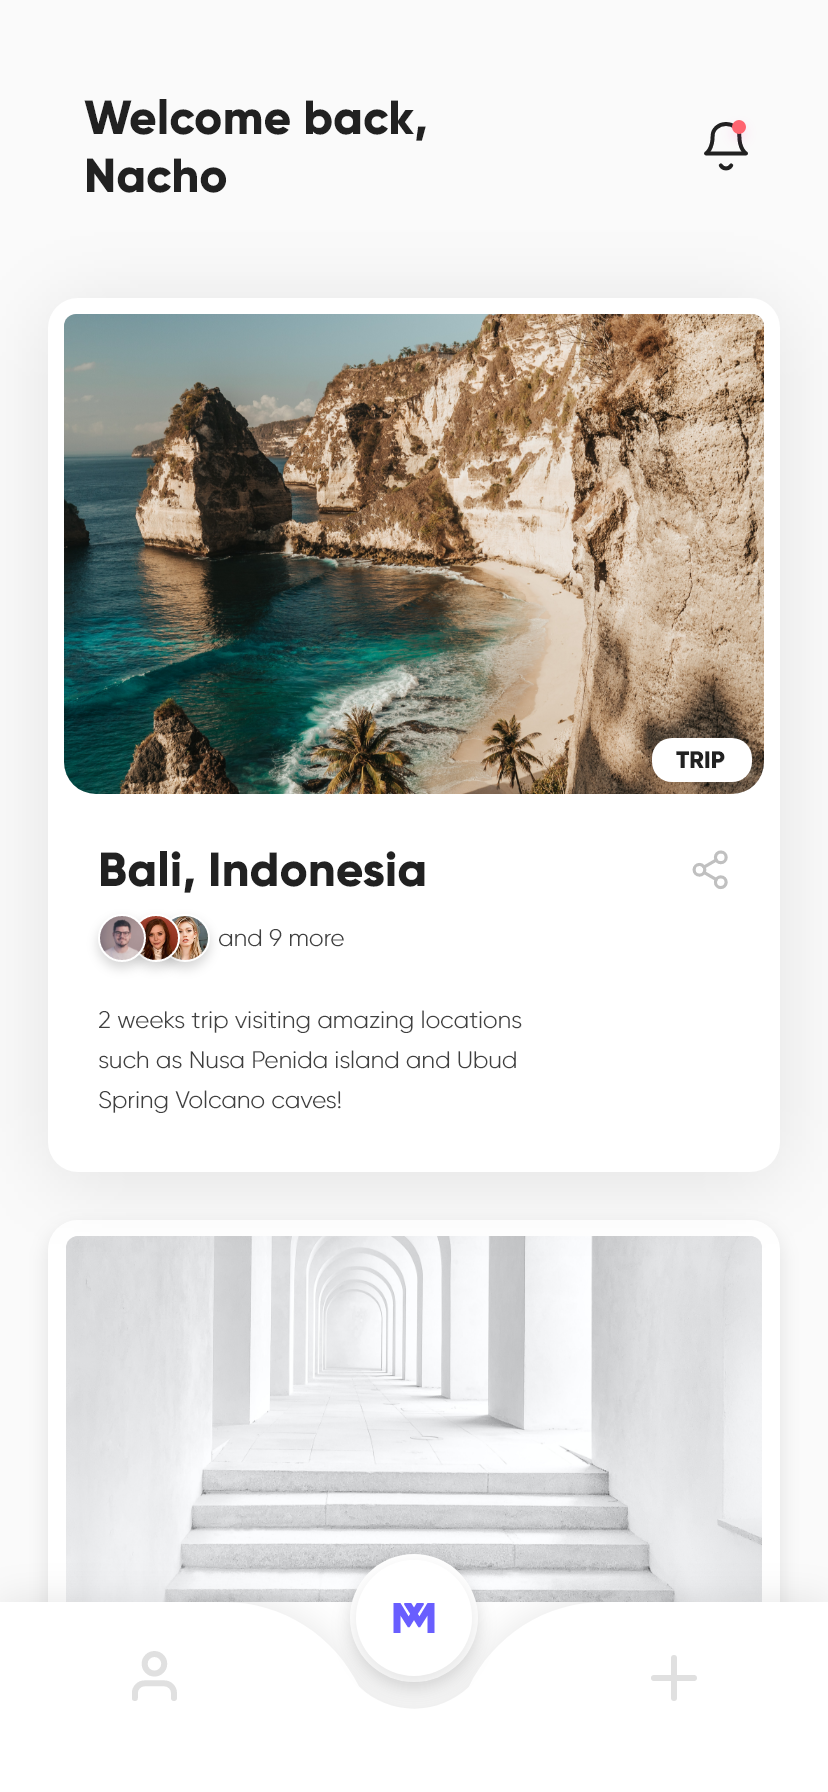 Welcome back,
Nacho
TRIP
Bali, Indonesia
and 9 more
2 weeks trip visiting amazing locations
such as Nusa Penida island and Ubud
Spring Volcano caves!